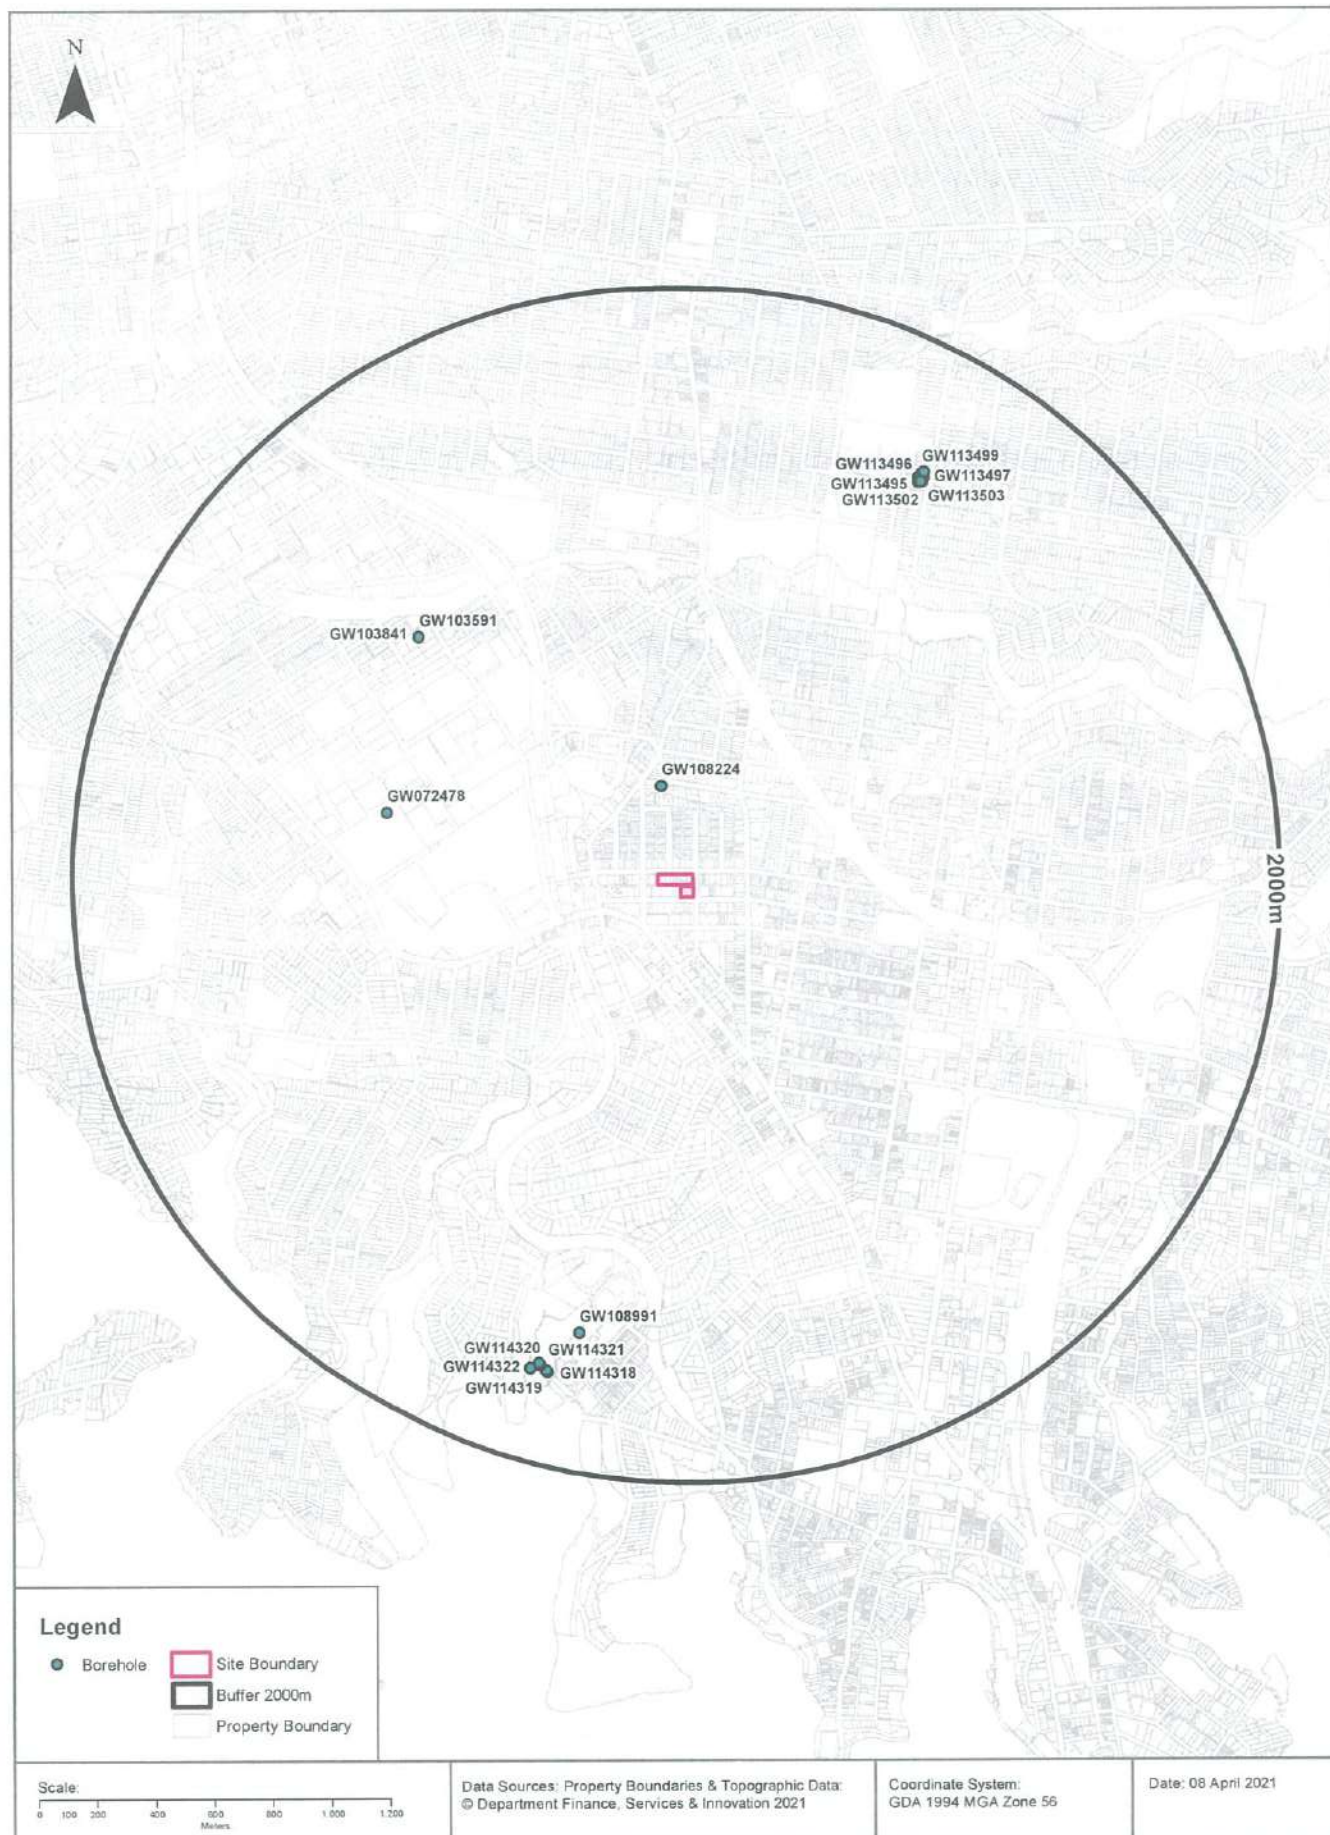 N
GW113499
GW113496
GW113497
GW113495
GW113503
GW113502
GW103591
GW103841
GW108224
GW072478
2000m
GW108991
GW114320
GW114321
GW114322
GW114318
GW114319
Legend
Borehole
Site Boundary
Buffer 2000m
Property Boundary
Scale:
0 100 200 400 600 800 1,000 1,200
Meters
Data Sources: Property Boundaries & Topographic Data:
© Department Finance, Services & Innovation 2021
Coordinate System:
GDA 1994 MGA Zone 56
Date: 08 April 2021